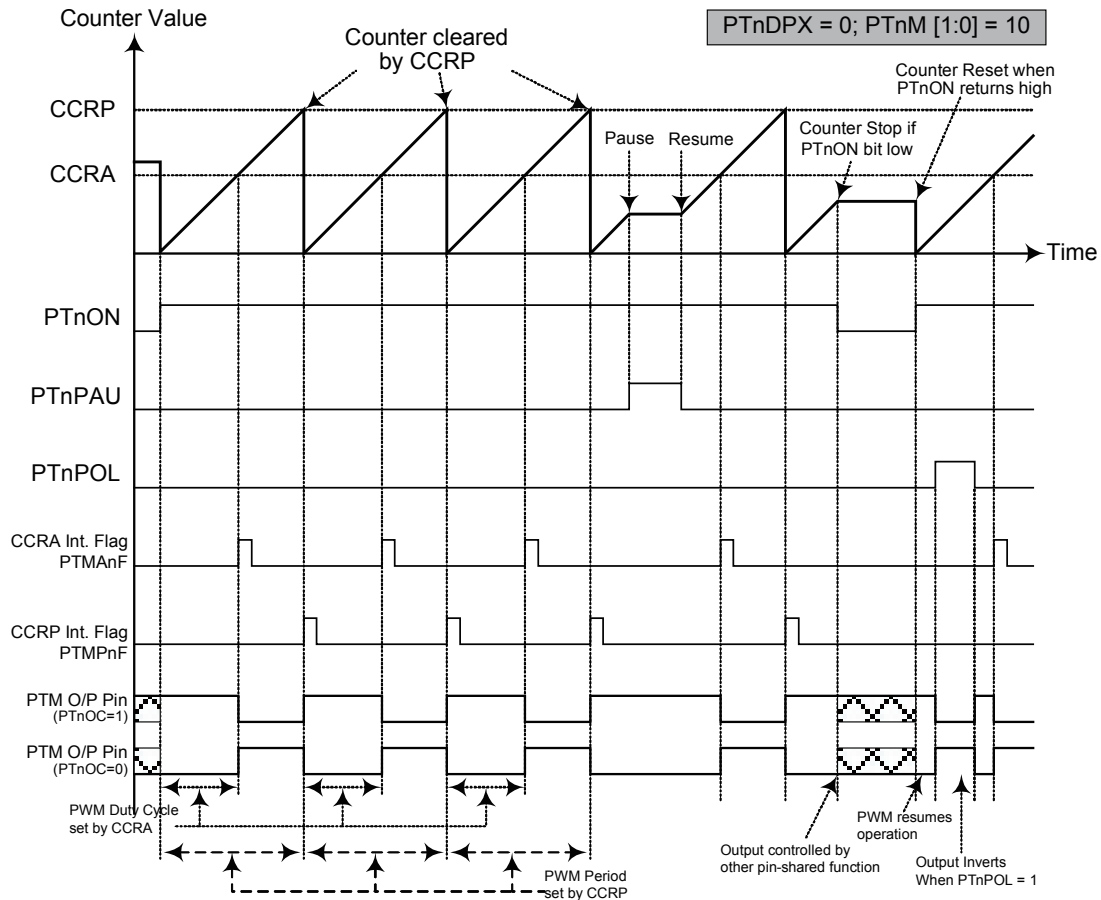 Counter Value
PTnDPX = 0; PTnM [1:0] = 10
Counter cleared
by CCRP
Counter Reset when
PTnON returns high
CCRP
Counter Stop if
PTnON bit low
Pause
Resume
CCRA
Time
PTnON
PTnPAU
PTnPOL
CCRA Int. Flag
PTMAnF
CCRP Int. Flag
PTMPnF
PTM O/P Pin
(PTnOC=1)
PTM O/P Pin
(PTnOC=0)
PWM Duty Cycle
set by CCRA
PWM resumes
operation
Output controlled by
other pin-shared function
Output Inverts
When PTnPOL = 1
PWM Period
set by CCRP